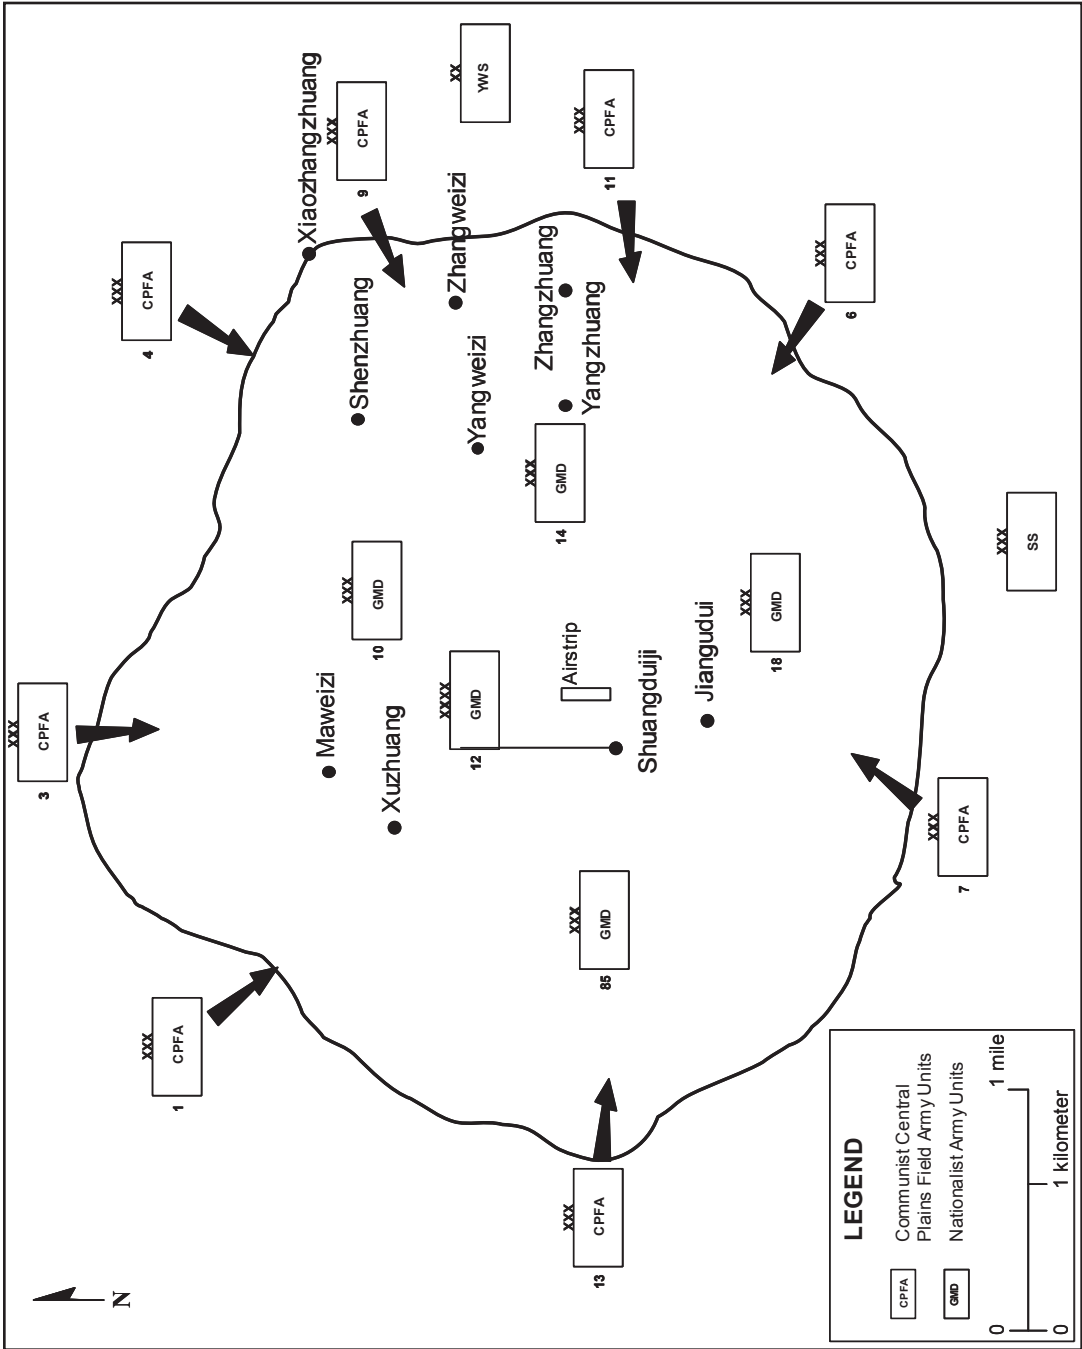 XXX
CPFA
3
XXX
CPFA
4
XXX
CPFA
1
XXX
CPFA
9
XX
YWS
XXX
CPFA
11
XXX
CPFA
6
XXX
SS
XXX
CPFA
7
XXX
CPFA
13
Xiaozhangzhuang
Shenzhuang
Zhangweizi
Yangweizi
Zhangzhuang
Yangzhuang
Maweizi
Xuzhuang
XXX
GMD
10
XXX
GMD
14
XXXX
GMD
12
Airstrip
Shuangduiji
Jiangudui
XXX
GMD
18
XXX
GMD
85
N
LEGEND
CPFA
Communist Central
Plains Field Army Units
GMD
Nationalist Army Units
0
1 mile
0
1 kilometer